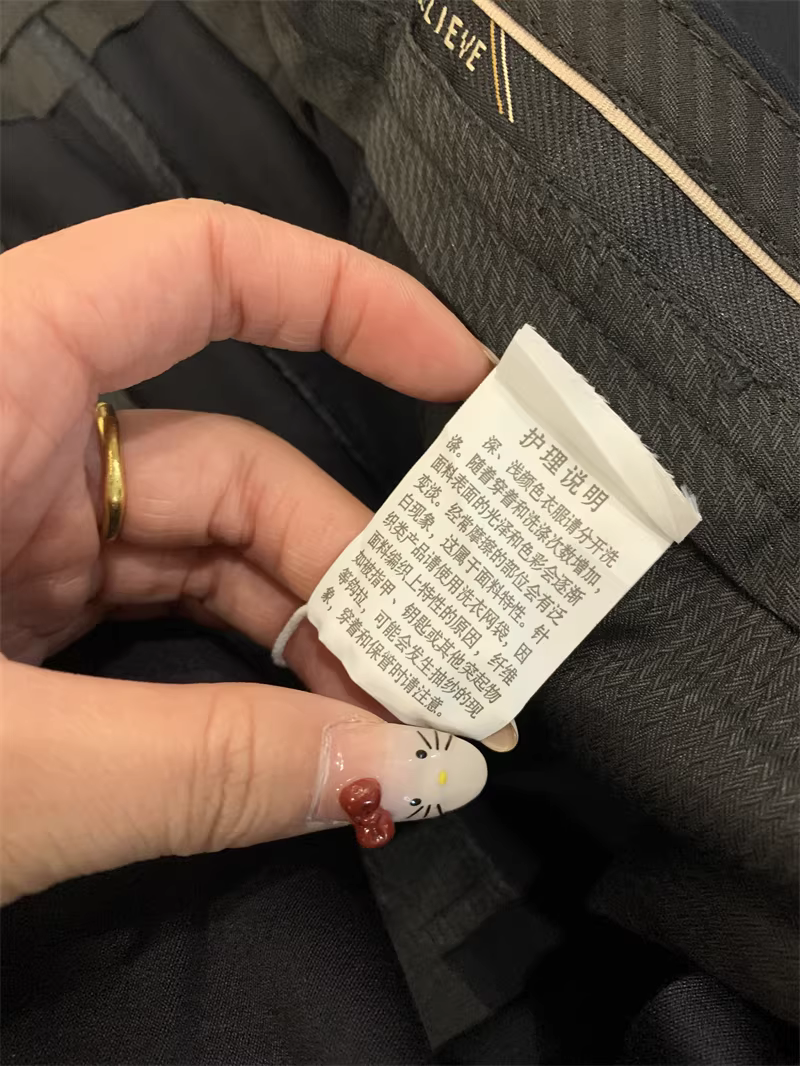 LIEVE
护理说明
深、浅颜色衣服请分开洗
涤。随着穿着和洗涤次数增加，
面料表面的光泽和色彩会逐渐
变淡。经常摩擦的部位会有泛
白现象，这属于面料特性。针
织类产品请使用洗衣网袋，因
面料编织上特性的原因，纤维
如被指甲、钥匙或其他突起物
等钩拉，可能会发生抽纱的现
象，穿着和保管时请注意。